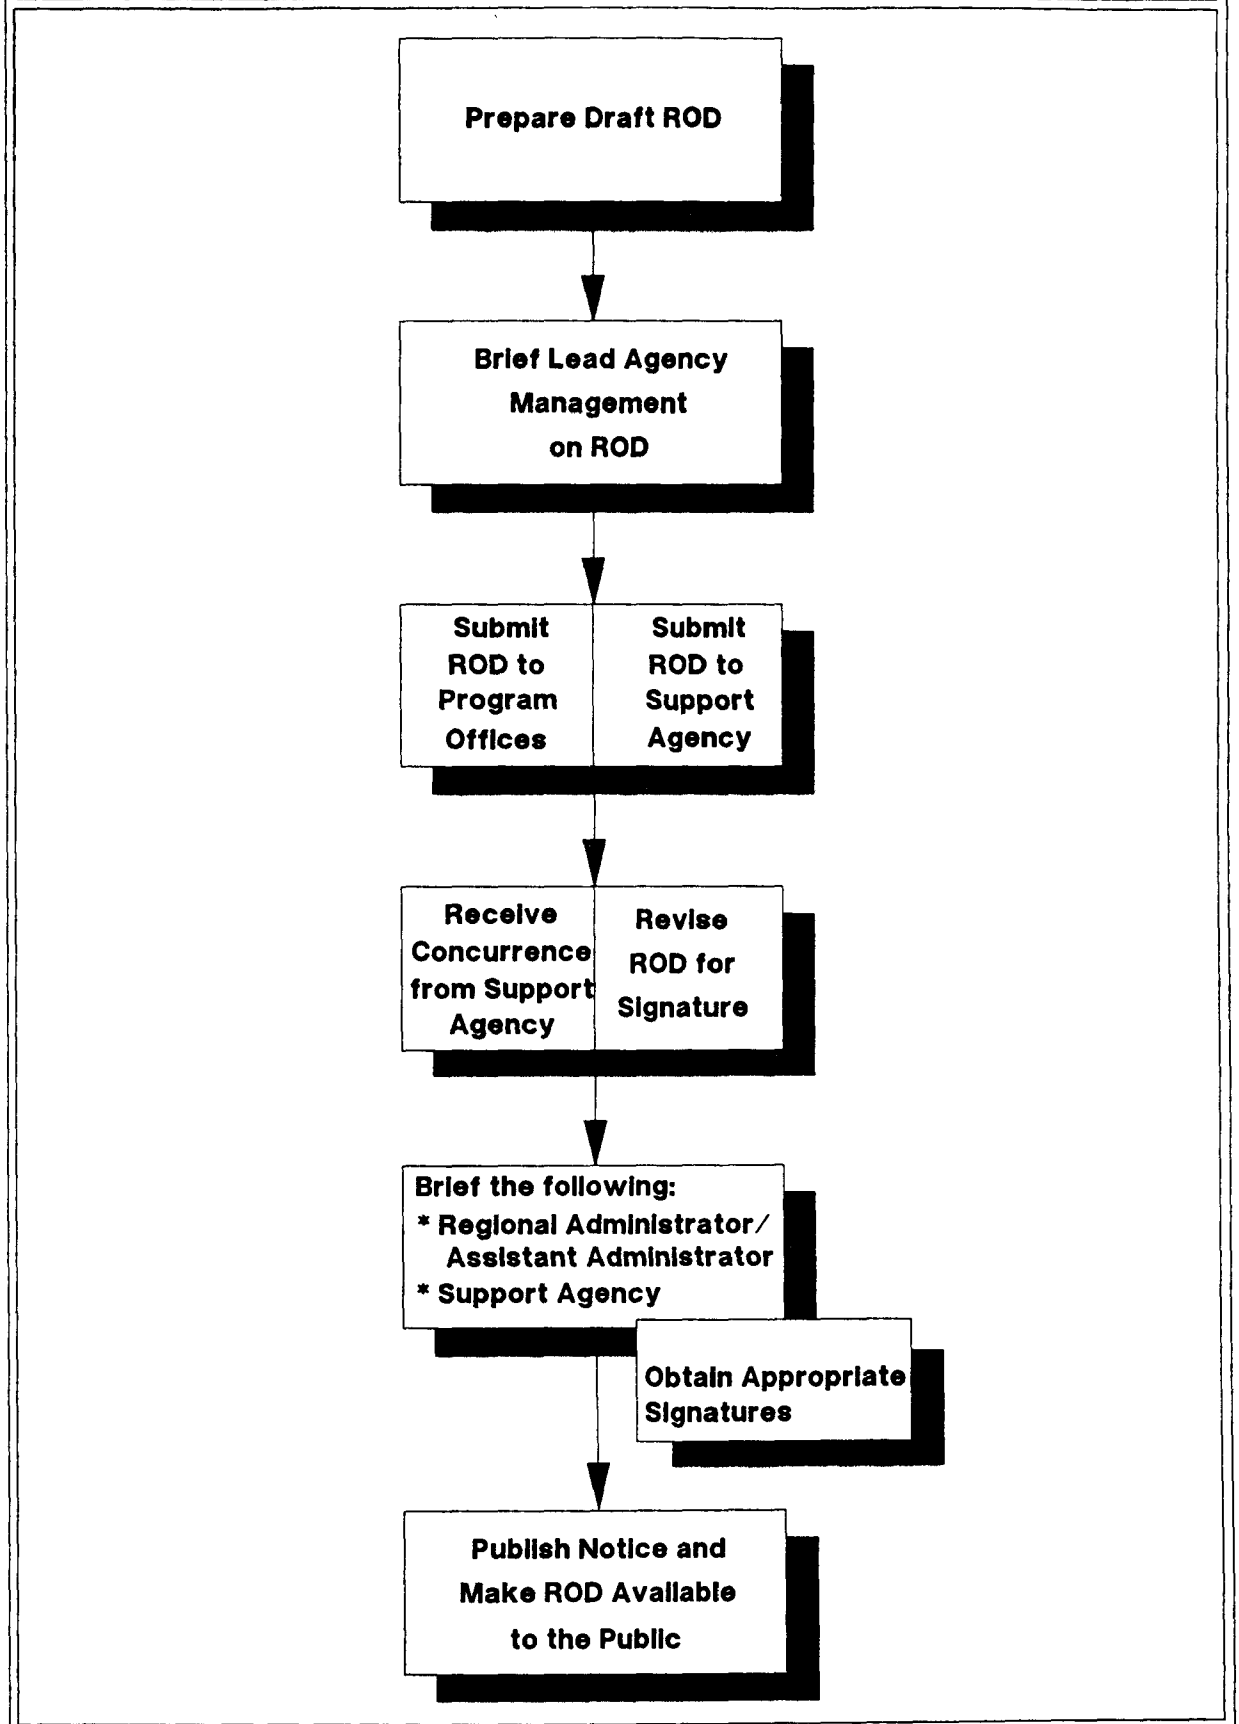 Prepare Draft ROD
Brief Lead Agency
Management
on ROD
Submit
ROD to
Program
Offices
Submit
ROD to
Support
Agency
Receive
Concurrence
from Support
Agency
Revise
ROD for
Signature
Brief the following:
* Regional Administrator/
Assistant Administrator
* Support Agency
Obtain Appropriate
Signatures
Publish Notice and
Make ROD Available
to the Public